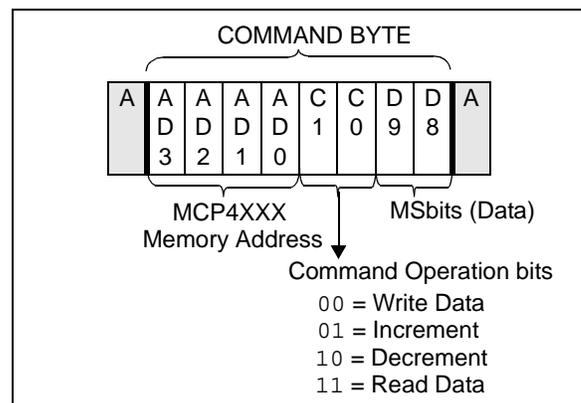 COMMAND BYTE
A A A A A C C D D A
D D D D 1 0 9 8
3 2 1 0
MCP4XXX
Memory Address
MSbits (Data)
Command Operation bits
00 = Write Data
01 = Increment
10 = Decrement
11 = Read Data